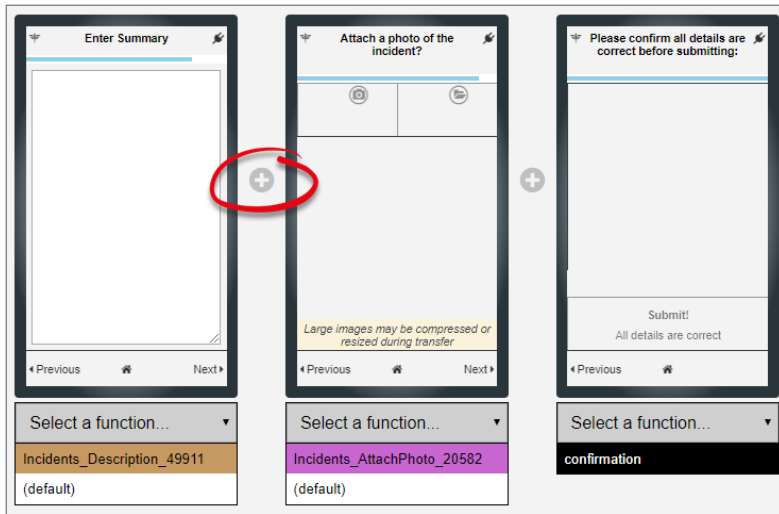 Enter Summary
Previous
Next
Select a function...
Incidents_Description_49911
(default)
Attach a photo of the
incident?
Large images may be compressed or
resized during transfer
Previous
Next
Select a function...
Incidents_AttachPhoto_20582
(default)
Please confirm all details are
correct before submitting:
Submit!
All details are correct
Previous
Select a function...
confirmation